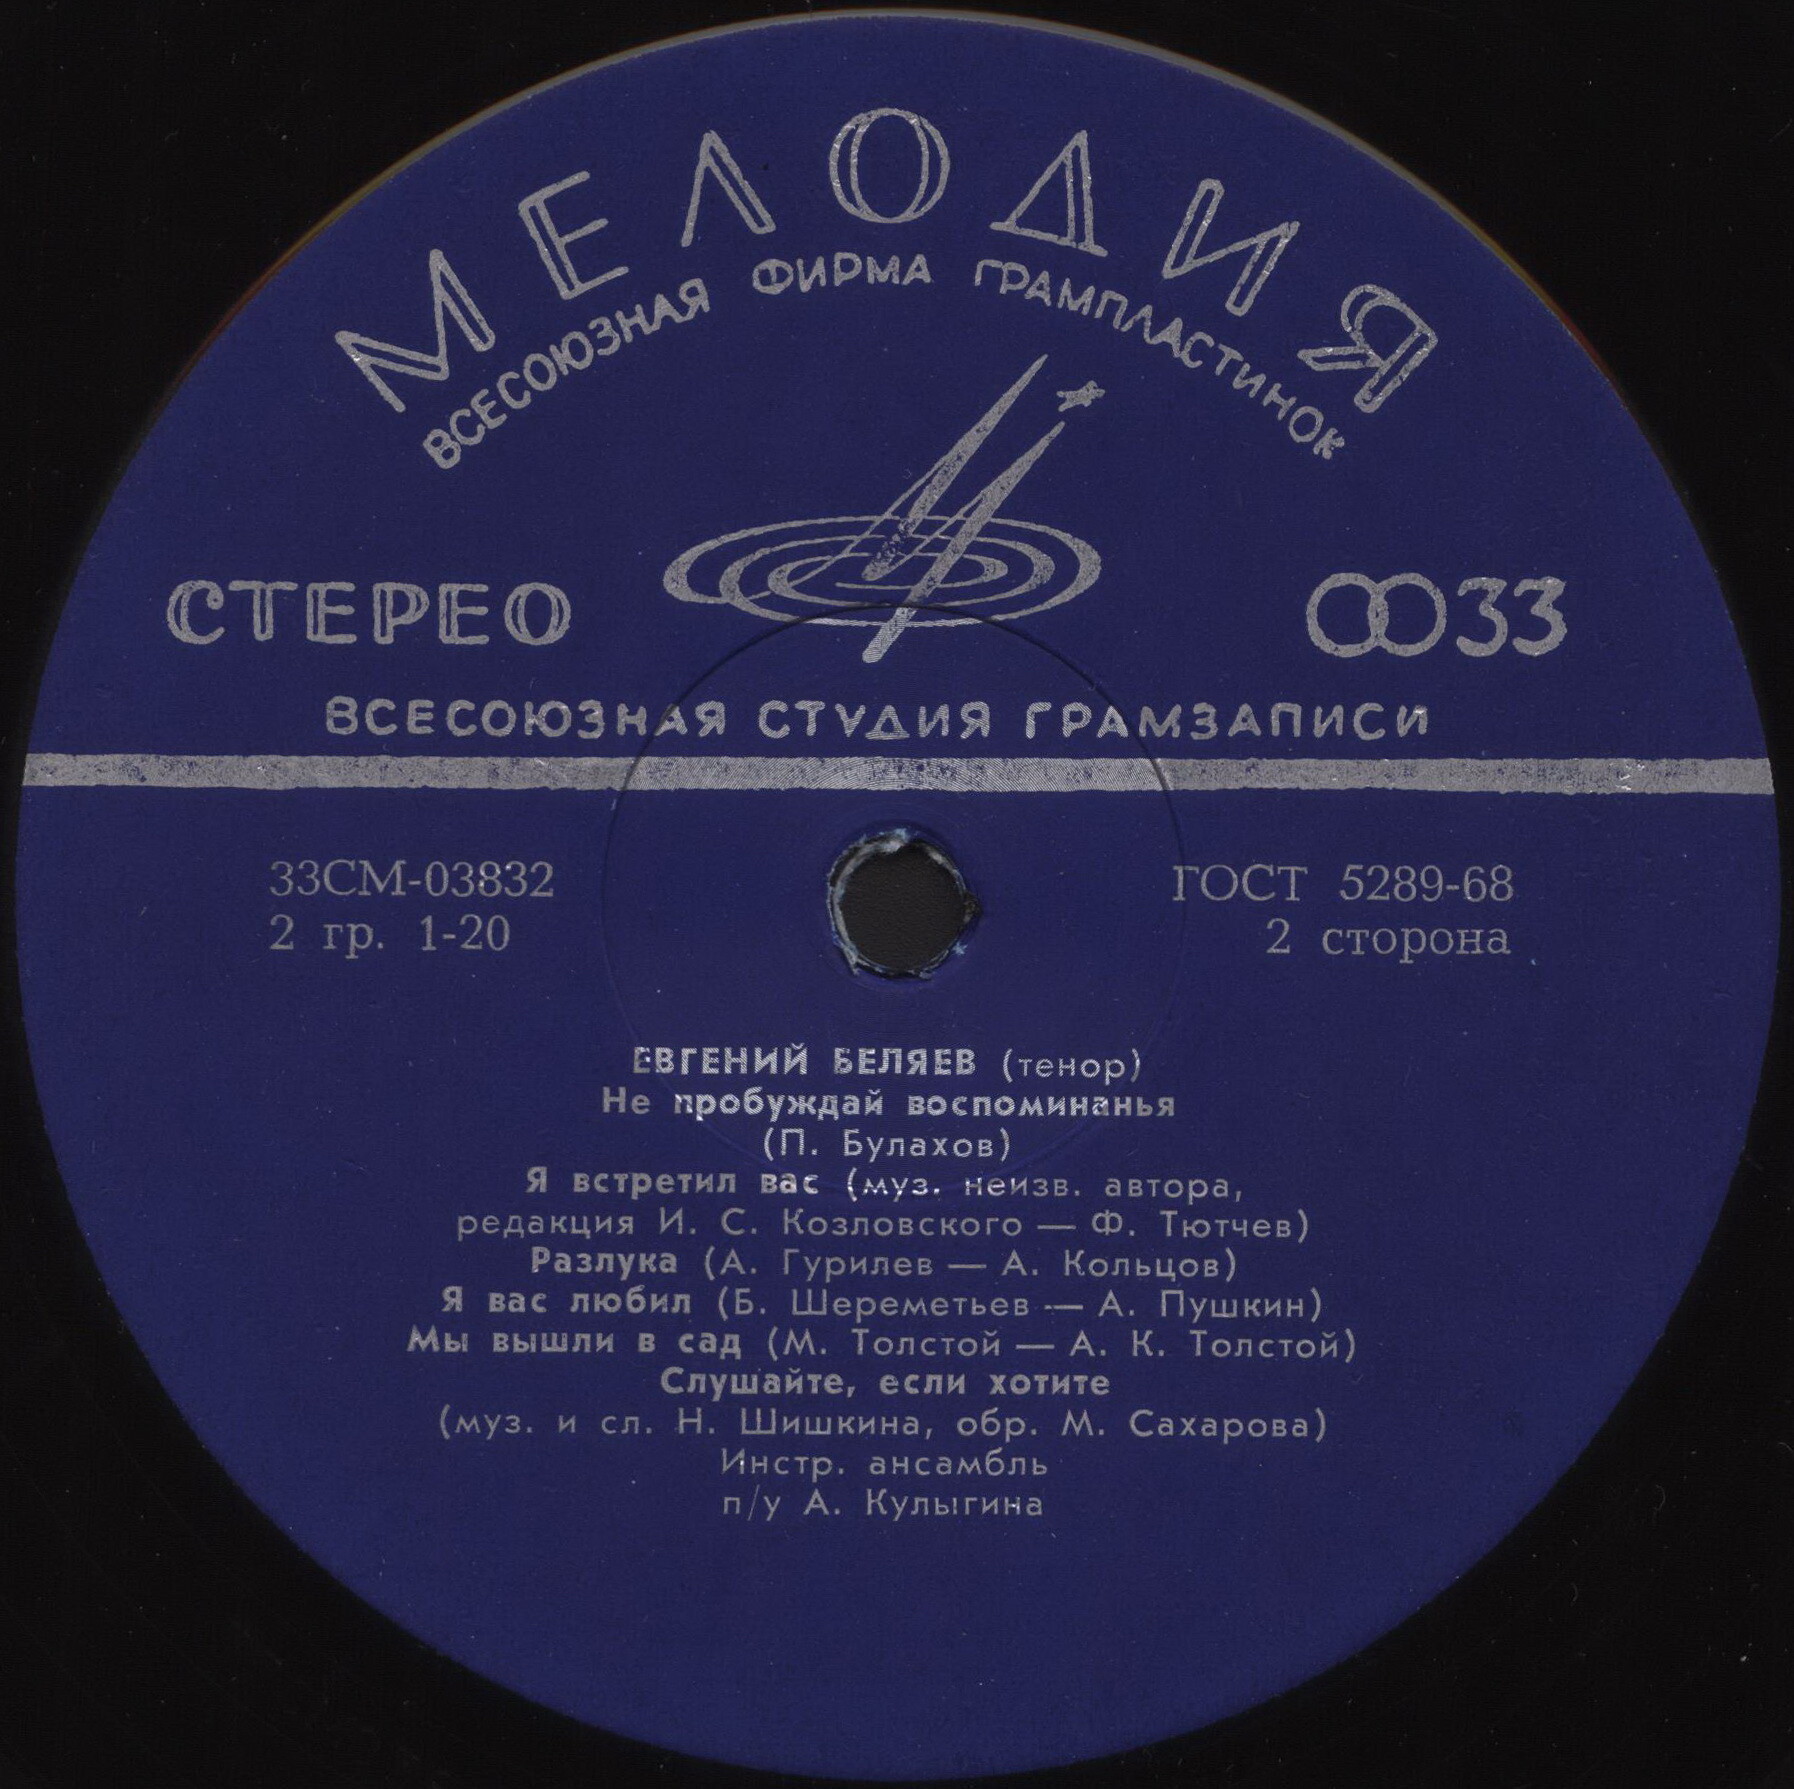 МЕЛОДИЯ
ВСЕСОЮЗНАЯ ФИРМА ГРАМПЛАСТИНОК
СТЕРЕО
33
ВСЕСОЮЗНАЯ СТУДИЯ ГРАМЗАПИСИ
33СМ-03832
2 гр. 1-20
ГОСТ 5289-68
2 сторона
ЕВГЕНИЙ БЕЛЯЕВ (тенор)
Не пробуждай воспоминанья
(П. Булахов)
Я встретил вас (муз. неизв. автора,
редакция И. С. Козловского — Ф. Тютчев)
Разлука (А. Гурилев — А. Кольцов)
Я вас любил (Б. Шереметьев — А. Пушкин)
Мы вышли в сад (М. Толстой — А. К. Толстой)
Слушайте, если хотите
(муз. и сл. Н. Шишкина, обр. М. Сахарова)
Инстр. ансамбль
п/у А. Кулыгина